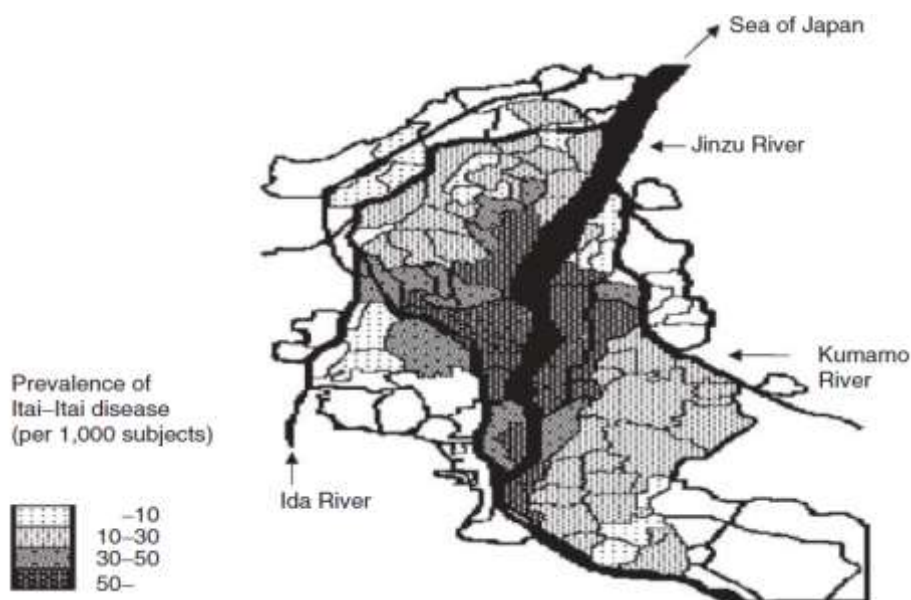 Sea of Japan
Jinzu River
Kumamo
River
Prevalence of
Itai–Itai disease
(per 1,000 subjects)
Ida River
–10
10–30
30–50
50–